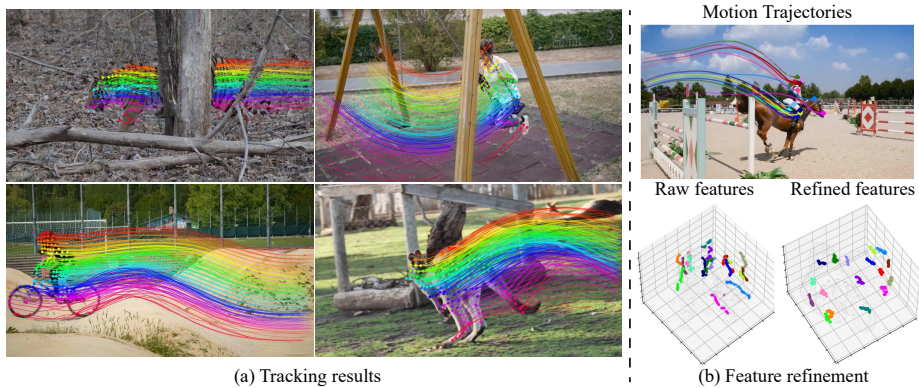 Motion Trajectories
Raw features
Refined features
(a) Tracking results
(b) Feature refinement